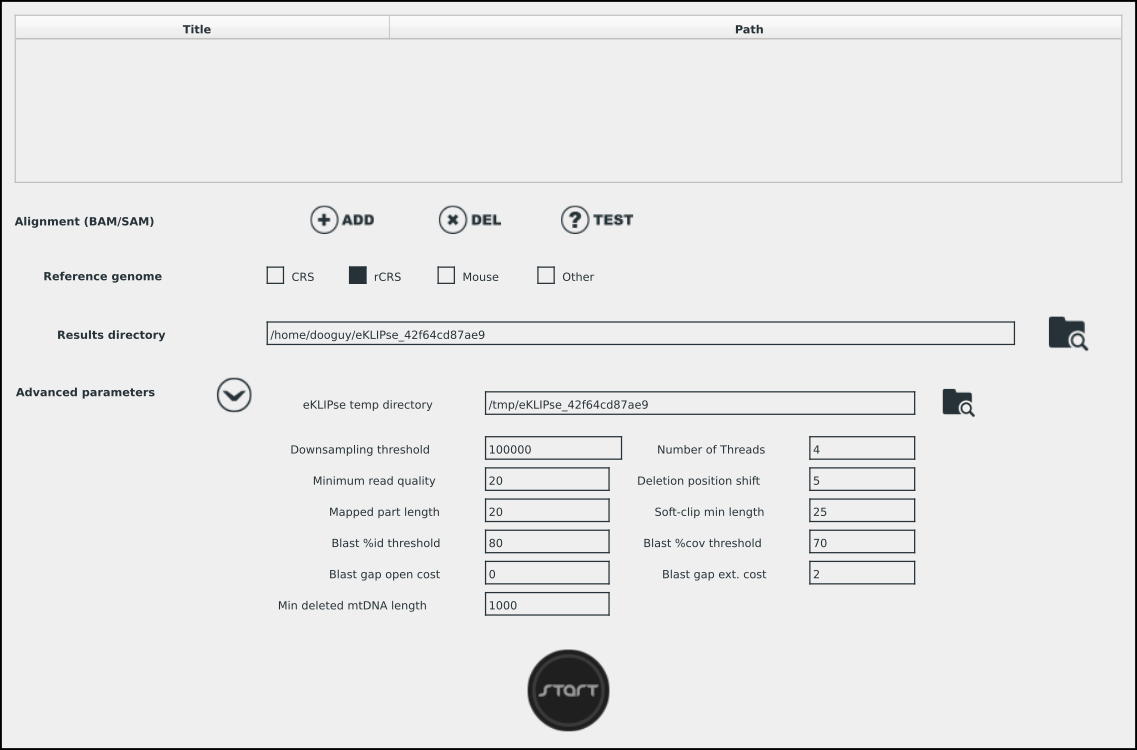 Title Path
Alignment (BAM/SAM) + ADD × DEL ? TEST
Reference genome CRS rCRS Mouse Other
Results directory /home/dooguy/eKLIPse_42f64cd87ae9
Advanced parameters eKLIPse temp directory /tmp/eKLIPse_42f64cd87ae9
Downsampling threshold 100000 Number of Threads 4
Minimum read quality 20 Deletion position shift 5
Mapped part length 20 Soft-clip min length 25
Blast %id threshold 80 Blast %cov threshold 70
Blast gap open cost 0 Blast gap ext. cost 2
Min deleted mtDNA length 1000
START